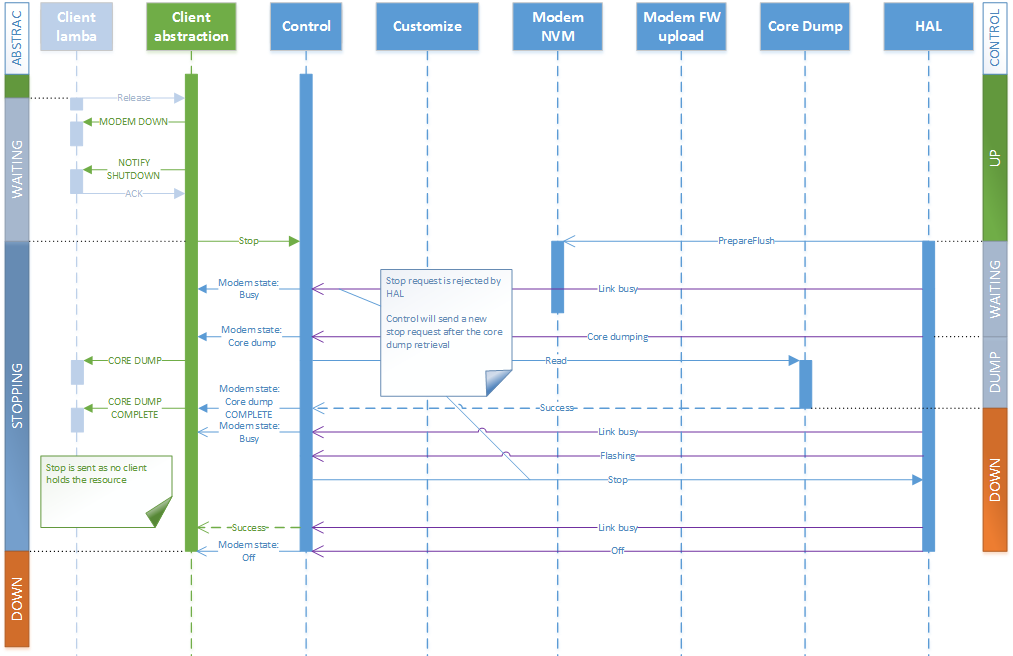 ABSTRAC
Client
lamba
Client
abstraction
Control
Customize
Modem
NVM
Modem FW
upload
Core Dump
HAL
CONTROL
Release
MODEM DOWN
WAITING
UP
NOTIFY
SHUTDOWN
ACK
Stop
PrepareFlush
Stop request is rejected by
HAL
Control will send a new
stop request after the core
dump retrieval
Modem state:
Busy
Link busy
WAITING
Modem state:
Core dump
Core dumping
CORE DUMP
Read
DUMP
STOPPING
Modem state:
Core dump
COMPLETE
CORE DUMP
COMPLETE
Success
Modem state:
Busy
Link busy
Flashing
Stop is sent as no client
holds the resource
Stop
DOWN
Success
Link busy
Modem state:
Off
Off
DOWN